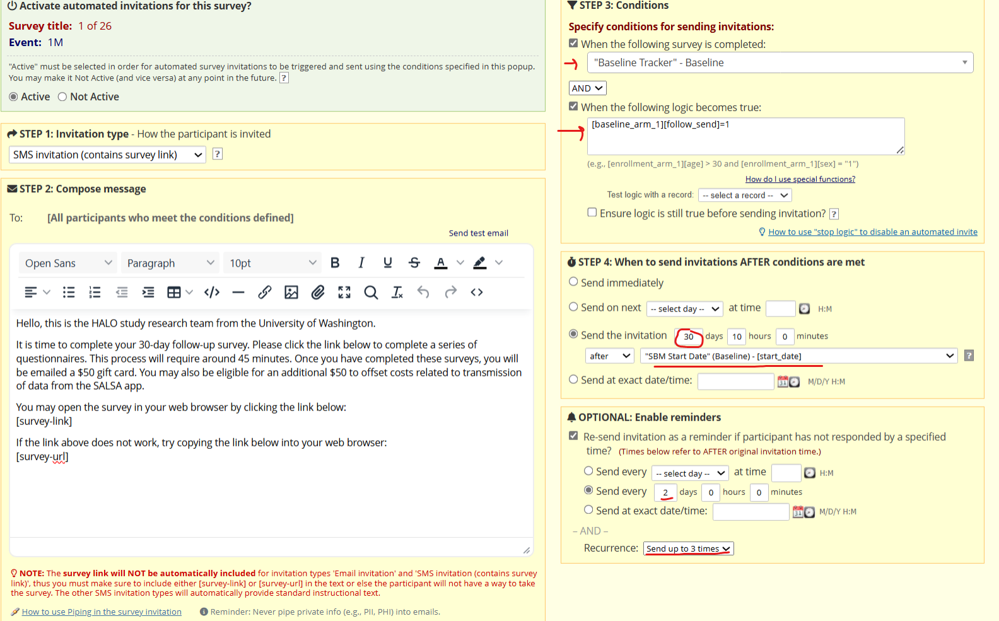 Activate automated invitations for this survey?
Survey title: 1 of 26
Event: 1M
"Active" must be selected in order for automated survey invitations to be triggered and sent using the conditions specified in this popup.
You may make it Not Active (and vice versa) at any point in the future. ?
Active Not Active
STEP 1: Invitation type - How the participant is invited
SMS invitation (contains survey link) ?
STEP 2: Compose message
To: [All participants who meet the conditions defined]
Send test email
Open Sans Paragraph 10pt B I U S A
Hello, this is the HALO study research team from the University of Washington.
It is time to complete your 30-day follow-up survey. Please click the link below to complete a series of
questionnaires. This process will require around 45 minutes. Once you have completed these surveys, you will
be emailed a $50 gift card. You may also be eligible for an additional $50 to offset costs related to transmission
of data from the SALSA app.
You may open the survey in your web browser by clicking the link below:
[survey-link]
If the link above does not work, try copying the link below into your web browser:
[survey-url]
NOTE: The survey link will NOT be automatically included for invitation types 'Email invitation' and 'SMS invitation (contains survey
link)', thus you must make sure to include either [survey-link] or [survey-url] in the text or else the participant will not have a way to take
the survey. The other SMS invitation types will automatically provide standard instructional text.
How to use Piping in the survey invitation Reminder: Never pipe private info (e.g., PII, PHI) into emails.
STEP 3: Conditions
Specify conditions for sending invitations:
When the following survey is completed:
"Baseline Tracker" - Baseline
AND
When the following logic becomes true:
[baseline_arm_1][follow_send]=1
(e.g., [enrollment_arm_1][age] > 30 and [enrollment_arm_1][sex] = "1")
How do I use special functions?
Test logic with a record: -- select a record --
Ensure logic is still true before sending invitation? ?
How to use "stop logic" to disable an automated invite
STEP 4: When to send invitations AFTER conditions are met
Send immediately
Send on next -- select day -- at time H:M
Send the invitation 30 days 10 hours 0 minutes
after "SBM Start Date" (Baseline) - [start_date] ?
Send at exact date/time: 31 M/D/Y H:M
OPTIONAL: Enable reminders
Re-send invitation as a reminder if participant has not responded by a specified
time? (Times below refer to AFTER original invitation time.)
Send every -- select day -- at time H:M
Send every 2 days 0 hours 0 minutes
Send at exact date/time: 31 M/D/Y H:M
– AND –
Recurrence: Send up to 3 times